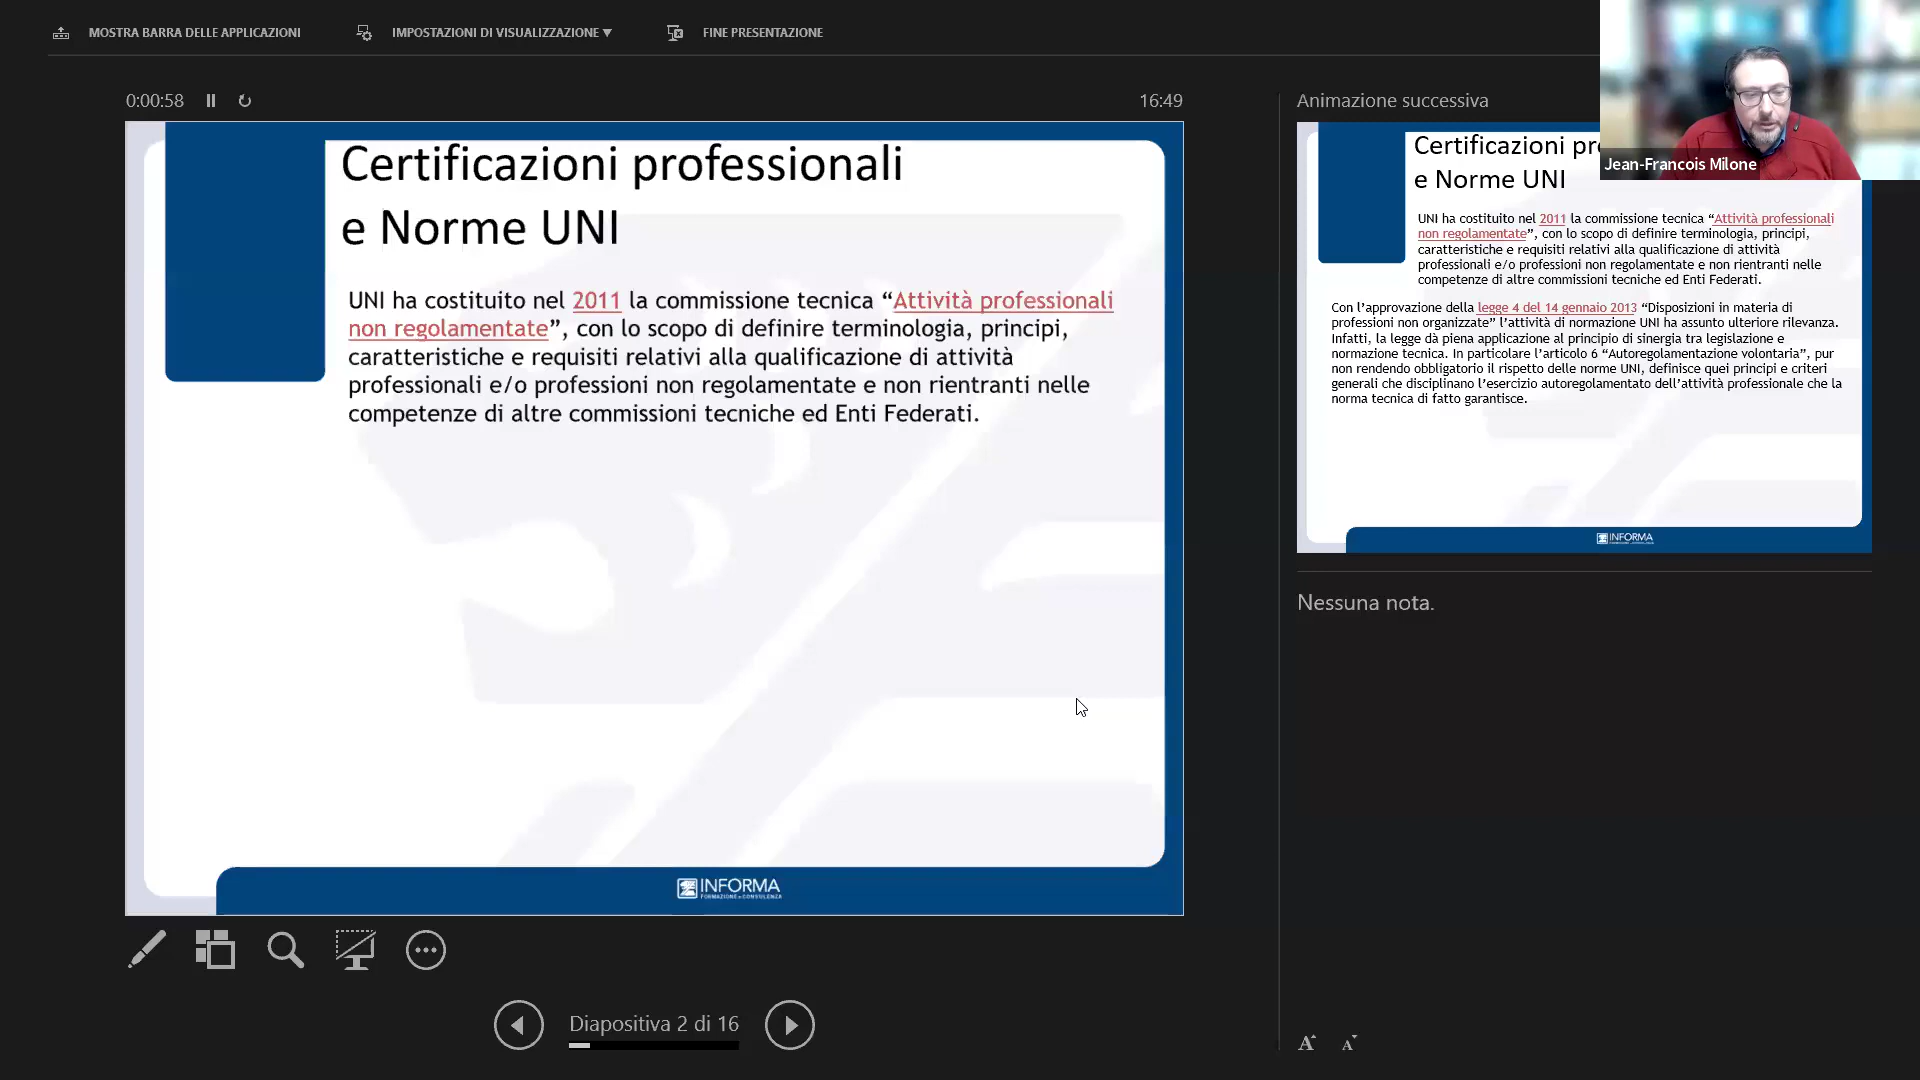 MOSTRA BARRA DELLE APPLICAZIONI
IMPOSTAZIONI DI VISUALIZZAZIONE ▼
FINE PRESENTAZIONE
0:00:58
16:49
Certificazioni professionali
e Norme UNI
UNI ha costituito nel 2011 la commissione tecnica “Attività professionali
non regolamentate”, con lo scopo di definire terminologia, principi,
caratteristiche e requisiti relativi alla qualificazione di attività
professionali e/o professioni non regolamentate e non rientranti nelle
competenze di altre commissioni tecniche ed Enti Federati.
INFORMA
FORMAZIONE E CONSULENZA
Diapositiva 2 di 16
Animazione successiva
Jean-Francois Milone
Certificazioni pr
e Norme UNI
UNI ha costituito nel 2011 la commissione tecnica “Attività professionali
non regolamentate”, con lo scopo di definire terminologia, principi,
caratteristiche e requisiti relativi alla qualificazione di attività
professionali e/o professioni non regolamentate e non rientranti nelle
competenze di altre commissioni tecniche ed Enti Federati.
Con l’approvazione della legge 4 del 14 gennaio 2013 “Disposizioni in materia di
professioni non organizzate” l’attività di normazione UNI ha assunto ulteriore rilevanza.
Infatti, la legge dà piena applicazione al principio di sinergia tra legislazione e
normazione tecnica. In particolare l’articolo 6 “Autoregolamentazione volontaria”, pur
non rendendo obbligatorio il rispetto delle norme UNI, definisce quei principi e criteri
generali che disciplinano l’esercizio autoregolamentato dell’attività professionale che la
norma tecnica di fatto garantisce.
INFORMA
Nessuna nota.
A A